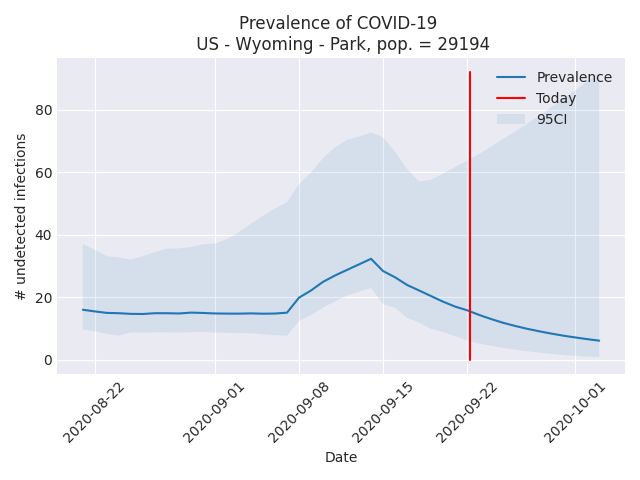 Prevalence of COVID-19
US - Wyoming - Park, pop. = 29194
Prevalence
Today
95CI
# undetected infections
80
60
40
20
0
2020-08-22
2020-09-01
2020-09-08
2020-09-15
2020-09-22
2020-10-01
Date